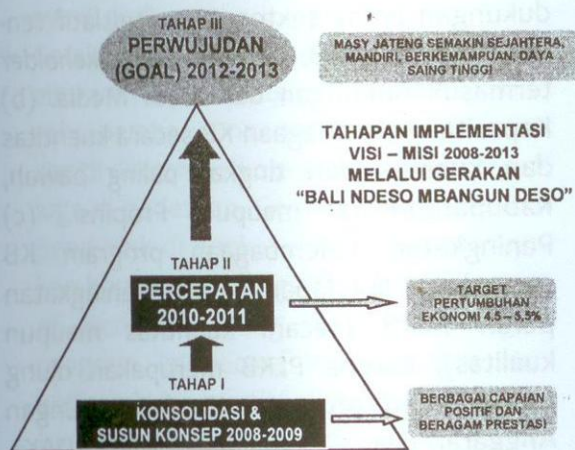 TAHAP III
PERWUJUDAN
(GOAL) 2012-2013
MASY JATENG SEMAKIN SEJAHTERA,
MANDIRI, BERKEMAMPUAN, DAYA
SAING TINGGI
TAHAPAN IMPLEMENTASI
VISI – MISI 2008-2013
MELALUI GERAKAN
“BALI NDESO MBANGUN DESO”
TAHAP II
PERCEPATAN
2010-2011
TARGET
PERTUMBUHAN
EKONOMI 4,5 – 5,5%
TAHAP I
KONSOLIDASI &
SUSUN KONSEP 2008-2009
BERBAGAI CAPAIAN
POSITIF DAN
BERAGAM PRESTASI